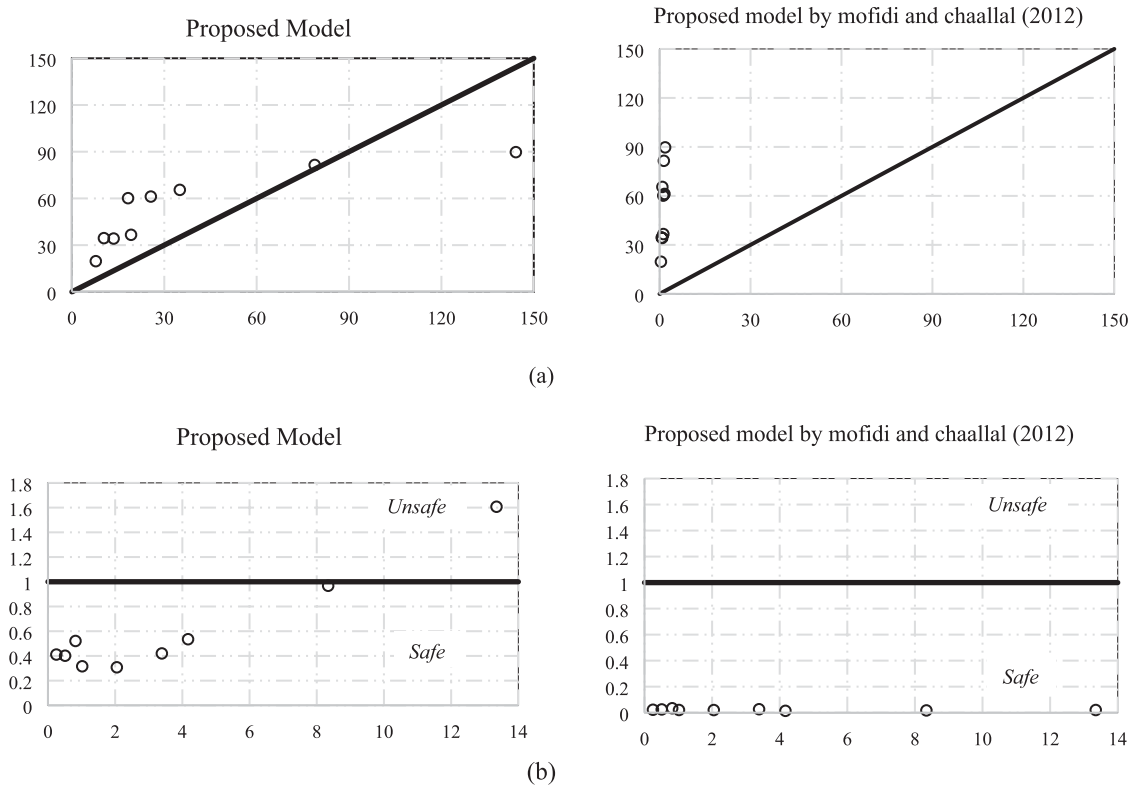 Proposed Model
150
120
90
60
30
0
0 30 60 90 120 150
Proposed model by mofidi and chaallal (2012)
150
120
90
60
30
0
0 30 60 90 120 150
(a)
Proposed Model
1.8
1.6
1.4
1.2
1
0.8
0.6
0.4
0.2
0
Unsafe
Safe
0 2 4 6 8 10 12 14
Proposed model by mofidi and chaallal (2012)
1.8
1.6
1.4
1.2
1
0.8
0.6
0.4
0.2
0
Unsafe
Safe
0 2 4 6 8 10 12 14
(b)